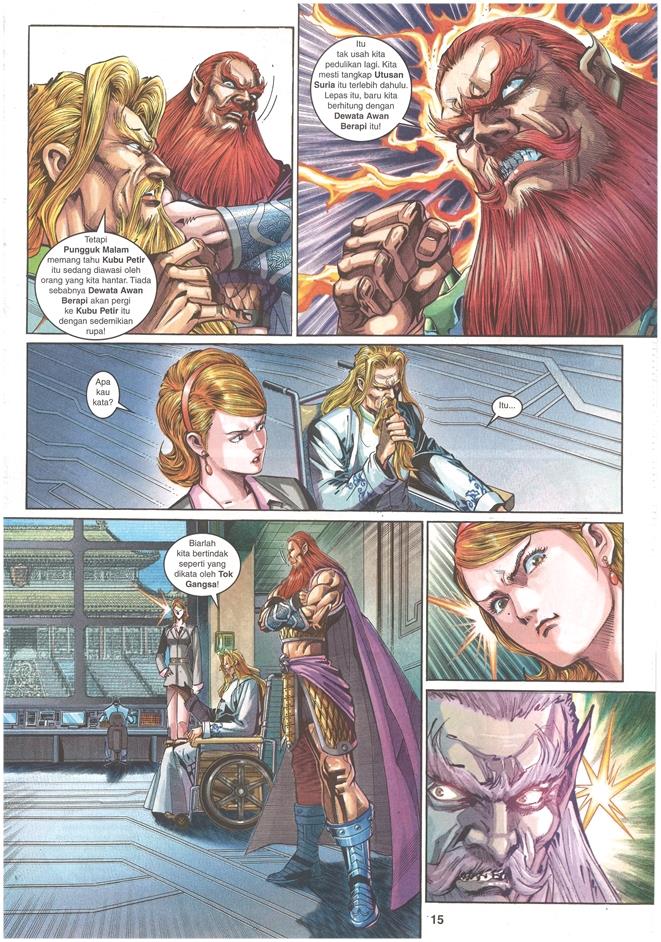 Tetapi
Pungguk Malam
memang tahu Kubu Petir
itu sedang diawasi oleh
orang yang kita hantar. Tiada
sebabnya Dewata Awan
Berapi akan pergi
ke Kubu Petir itu
dengan sedemikian
rupa!
Itu
tak usah kita
pedulikan lagi. Kita
mesti tangkap Utusan
Suria itu terlebih dahulu.
Lepas itu, baru kita
berhitung dengan
Dewata Awan
Berapi itu!
Apa
kau
kata?
Itu...
Biarlah
kita bertindak
seperti yang
dikata oleh Tok
Gangsa!
15